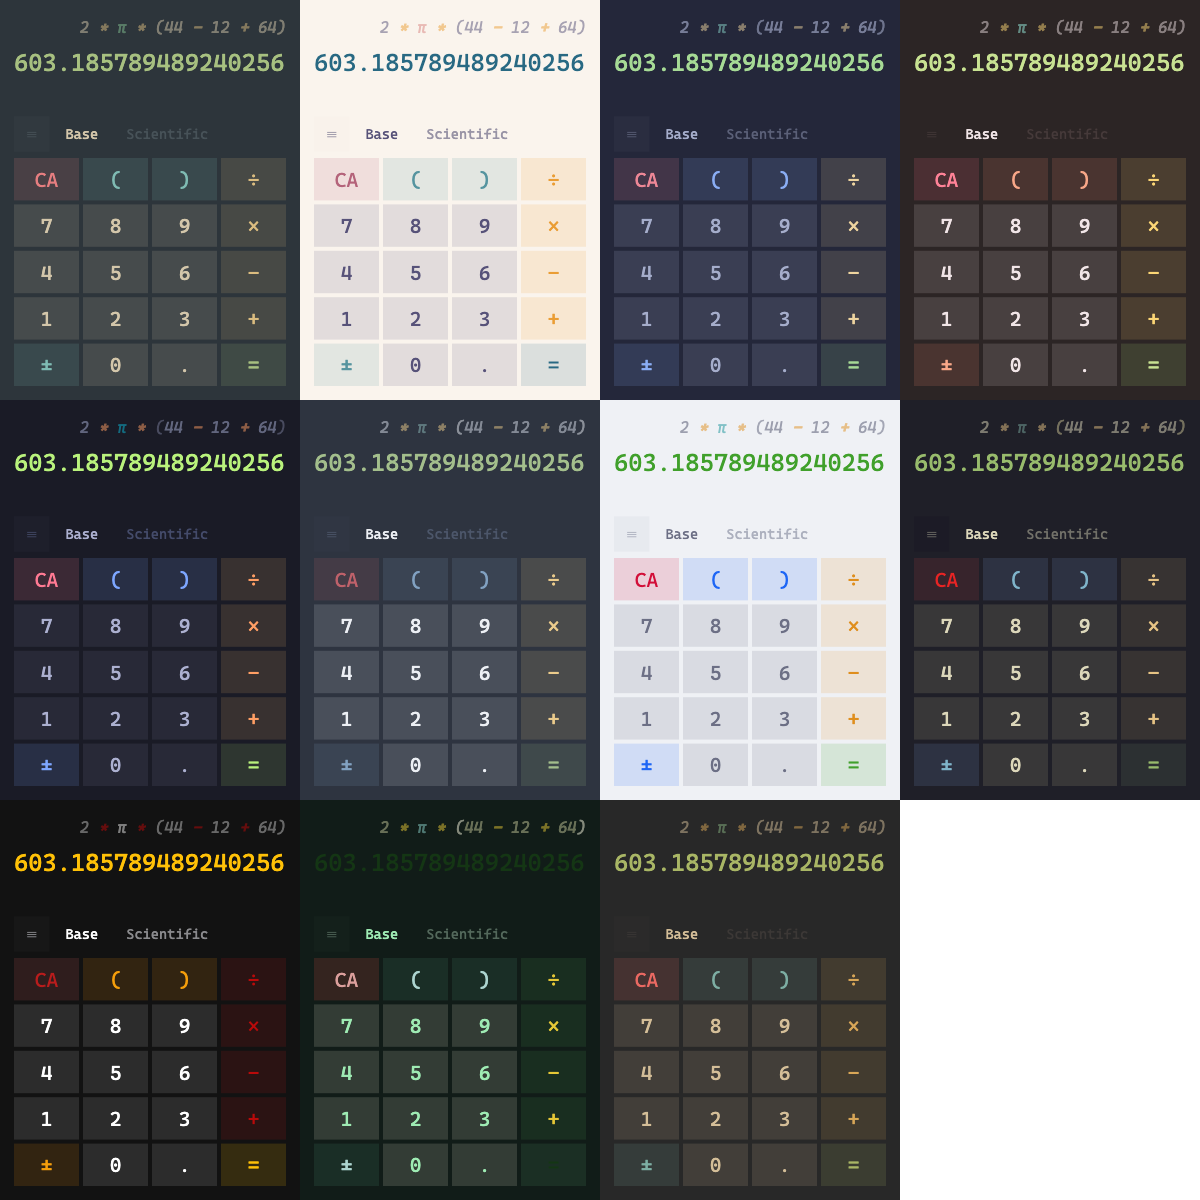 2 * π * (44 − 12 + 64)
603.185789489240256
≡ Base Scientific
CA ( ) ÷
7 8 9 ×
4 5 6 −
1 2 3 +
± 0 . =
2 * π * (44 − 12 + 64)
603.185789489240256
≡ Base Scientific
CA ( ) ÷
7 8 9 ×
4 5 6 −
1 2 3 +
± 0 . =
2 * π * (44 − 12 + 64)
603.185789489240256
≡ Base Scientific
CA ( ) ÷
7 8 9 ×
4 5 6 −
1 2 3 +
± 0 . =
2 * π * (44 − 12 + 64)
603.185789489240256
≡ Base Scientific
CA ( ) ÷
7 8 9 ×
4 5 6 −
1 2 3 +
± 0 . =
2 * π * (44 − 12 + 64)
603.185789489240256
≡ Base Scientific
CA ( ) ÷
7 8 9 ×
4 5 6 −
1 2 3 +
± 0 . =
2 * π * (44 − 12 + 64)
603.185789489240256
≡ Base Scientific
CA ( ) ÷
7 8 9 ×
4 5 6 −
1 2 3 +
± 0 . =
2 * π * (44 − 12 + 64)
603.185789489240256
≡ Base Scientific
CA ( ) ÷
7 8 9 ×
4 5 6 −
1 2 3 +
± 0 . =
2 * π * (44 − 12 + 64)
603.185789489240256
≡ Base Scientific
CA ( ) ÷
7 8 9 ×
4 5 6 −
1 2 3 +
± 0 . =
2 * π * (44 − 12 + 64)
603.185789489240256
≡ Base Scientific
CA ( ) ÷
7 8 9 ×
4 5 6 −
1 2 3 +
± 0 . =
2 * π * (44 − 12 + 64)
603.185789489240256
≡ Base Scientific
CA ( ) ÷
7 8 9 ×
4 5 6 −
1 2 3 +
± 0 .
2 * π * (44 − 12 + 64)
603.185789489240256
≡ Base Scientific
CA ( ) ÷
7 8 9 ×
4 5 6 −
1 2 3 +
± 0 . =